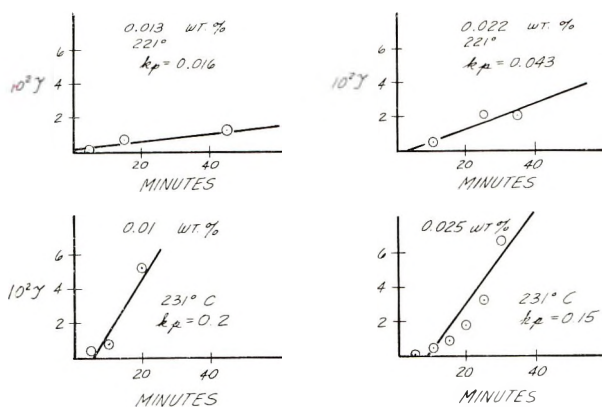 0.013 WT. %
221°
kp = 0.016
6
4
2
10²γ
20 40
MINUTES
0.022 WT. %
221°
kp = 0.043
6
4
2
10²γ
20 40
MINUTES
0.01 WT. %
6
4
2
10²γ
231° C
kp = 0.2
20 40
MINUTES
0.025 WT %
6
4
2
231° C
kp = 0.15
20 40
MINUTES